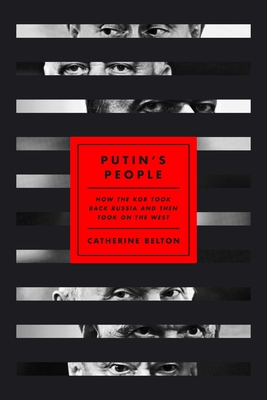 PUTIN'S
PEOPLE
HOW THE KGB TOOK
BACK RUSSIA AND THEN
TOOK ON THE WEST
CATHERINE BELTON